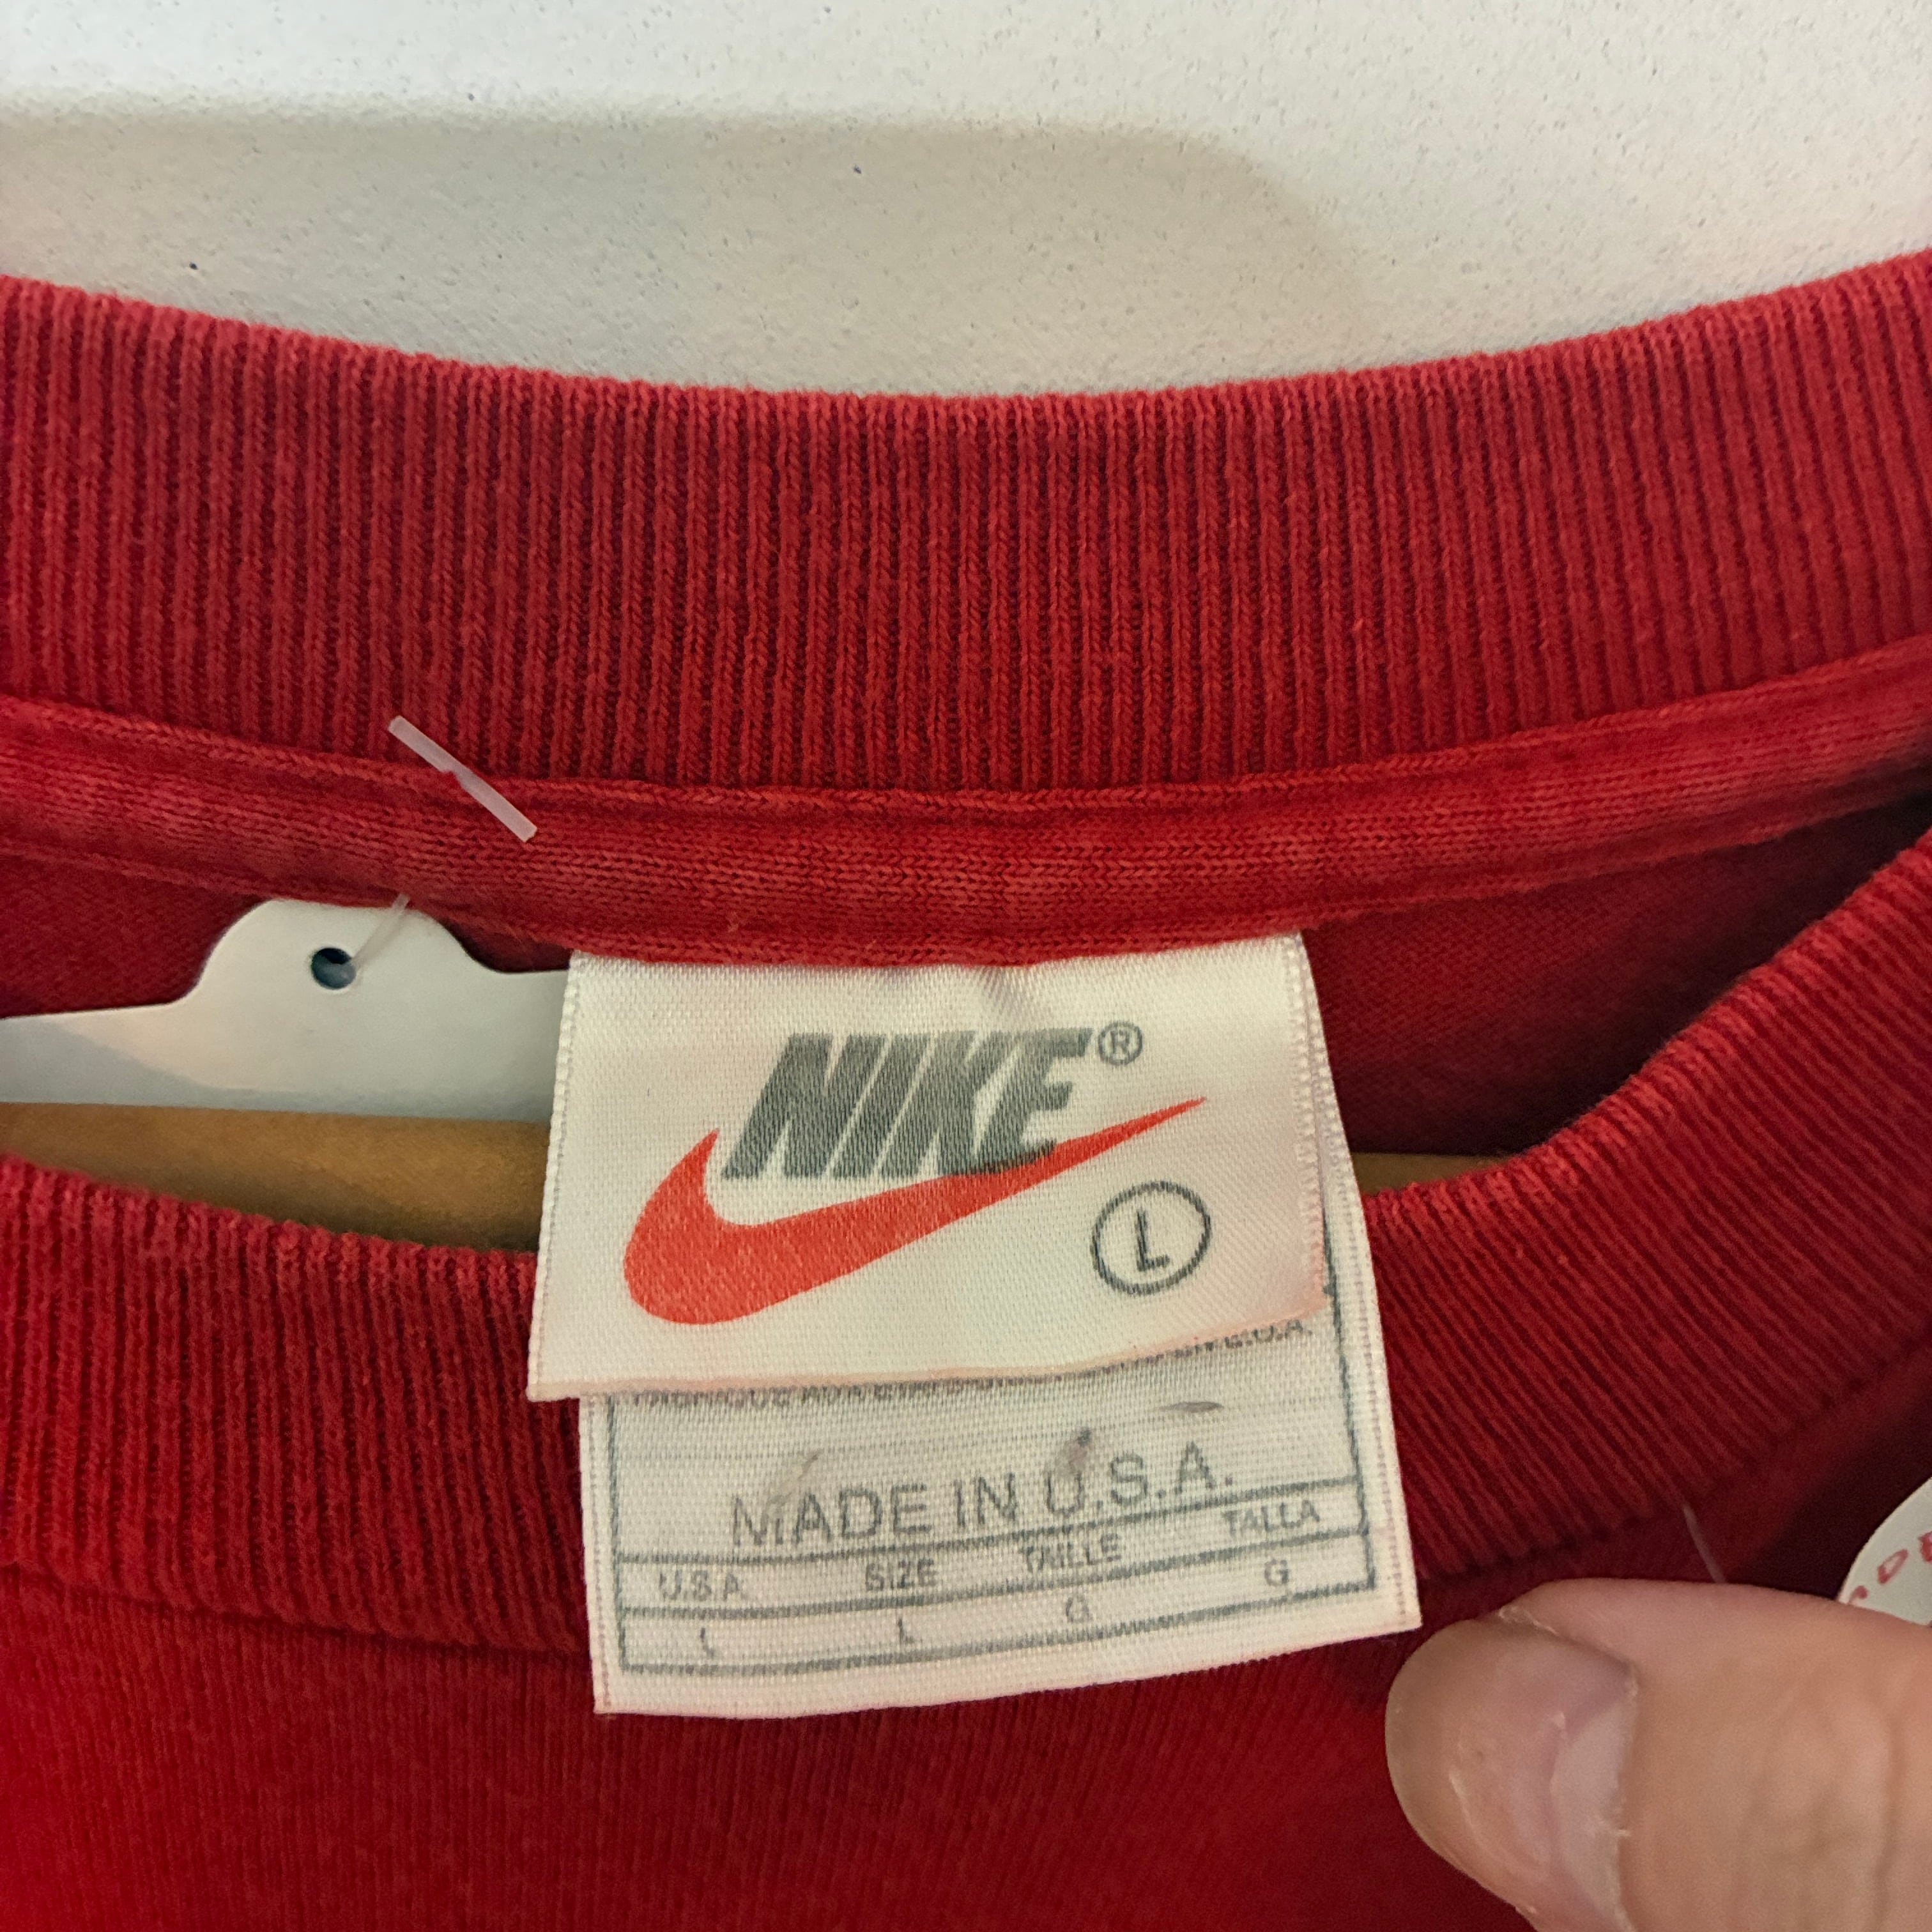 NIKE®
L
MADE IN U.S.A.
U.S.A. SIZE TAILLE TALLA
L L G G